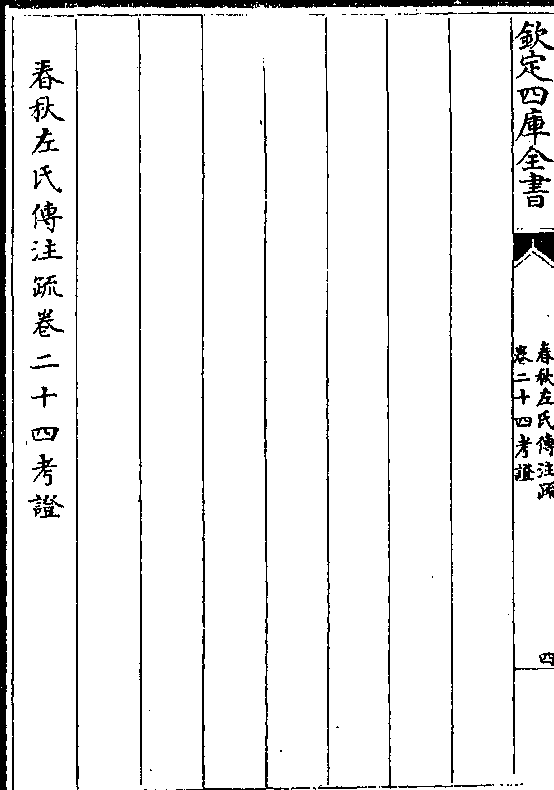 欽定四庫全書
春秋左氏傳注疏
卷二十四考證
四
春秋左氏傳注疏卷二十四考證